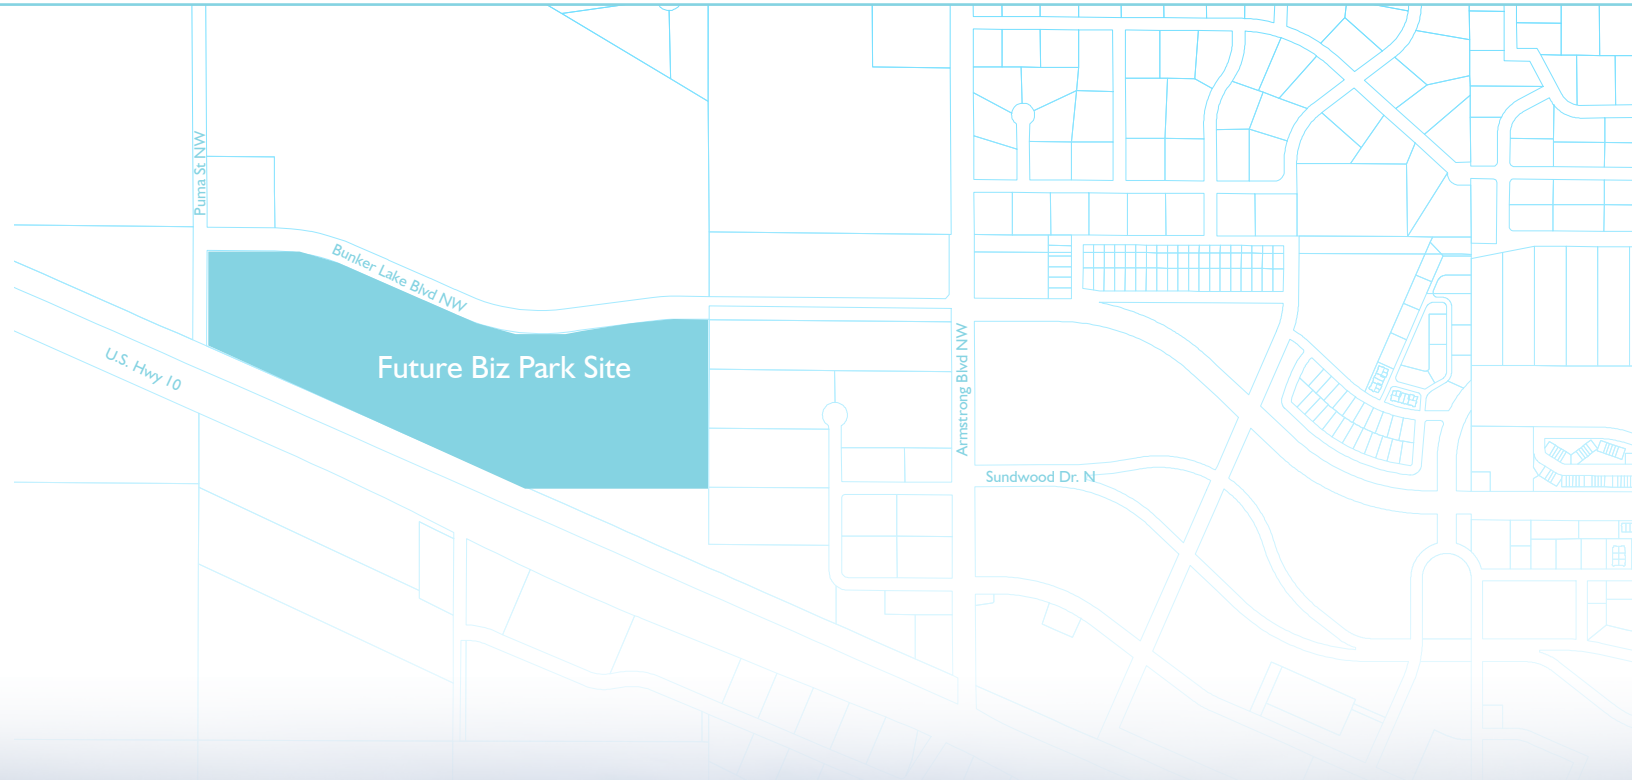 Puma St NW
Bunker Lake Blvd NW
U.S. Hwy 10
Future Biz Park Site
Armstrong Blvd NW
Sundwood Dr. N